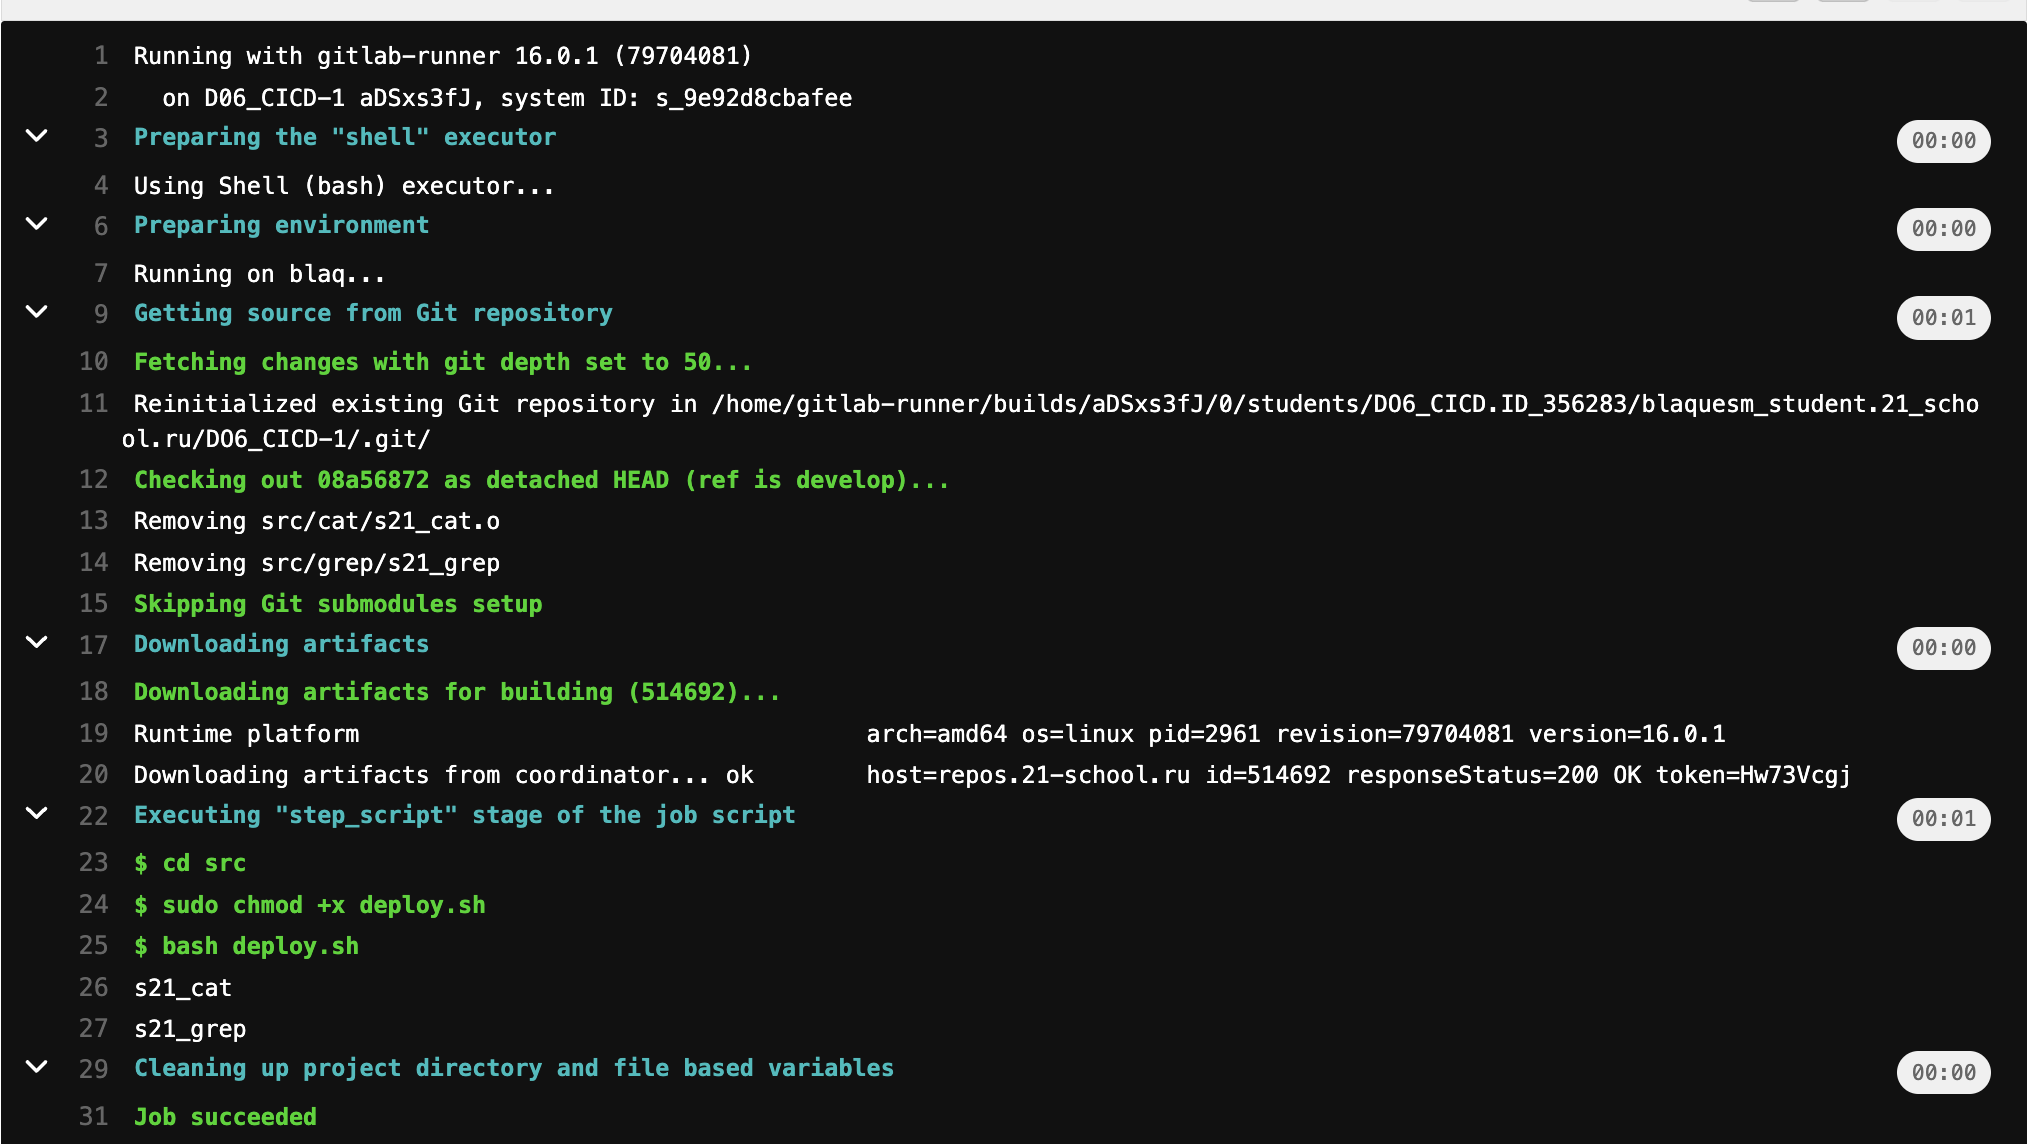 1 Running with gitlab-runner 16.0.1 (79704081)
2 on D06_CICD-1 aDSxs3fJ, system ID: s_9e92d8cbafee
3 Preparing the "shell" executor 00:00
4 Using Shell (bash) executor...
6 Preparing environment 00:00
7 Running on blaq...
9 Getting source from Git repository 00:01
10 Fetching changes with git depth set to 50...
11 Reinitialized existing Git repository in /home/gitlab-runner/builds/aDSxs3fJ/0/students/DO6_CICD.ID_356283/blaquesm_student.21_scho
ol.ru/DO6_CICD-1/.git/
12 Checking out 08a56872 as detached HEAD (ref is develop)...
13 Removing src/cat/s21_cat.o
14 Removing src/grep/s21_grep
15 Skipping Git submodules setup
17 Downloading artifacts 00:00
18 Downloading artifacts for building (514692)...
19 Runtime platform arch=amd64 os=linux pid=2961 revision=79704081 version=16.0.1
20 Downloading artifacts from coordinator... ok host=repos.21-school.ru id=514692 responseStatus=200 OK token=Hw73Vcgj
22 Executing "step_script" stage of the job script 00:01
23 $ cd src
24 $ sudo chmod +x deploy.sh
25 $ bash deploy.sh
26 s21_cat
27 s21_grep
29 Cleaning up project directory and file based variables 00:00
31 Job succeeded